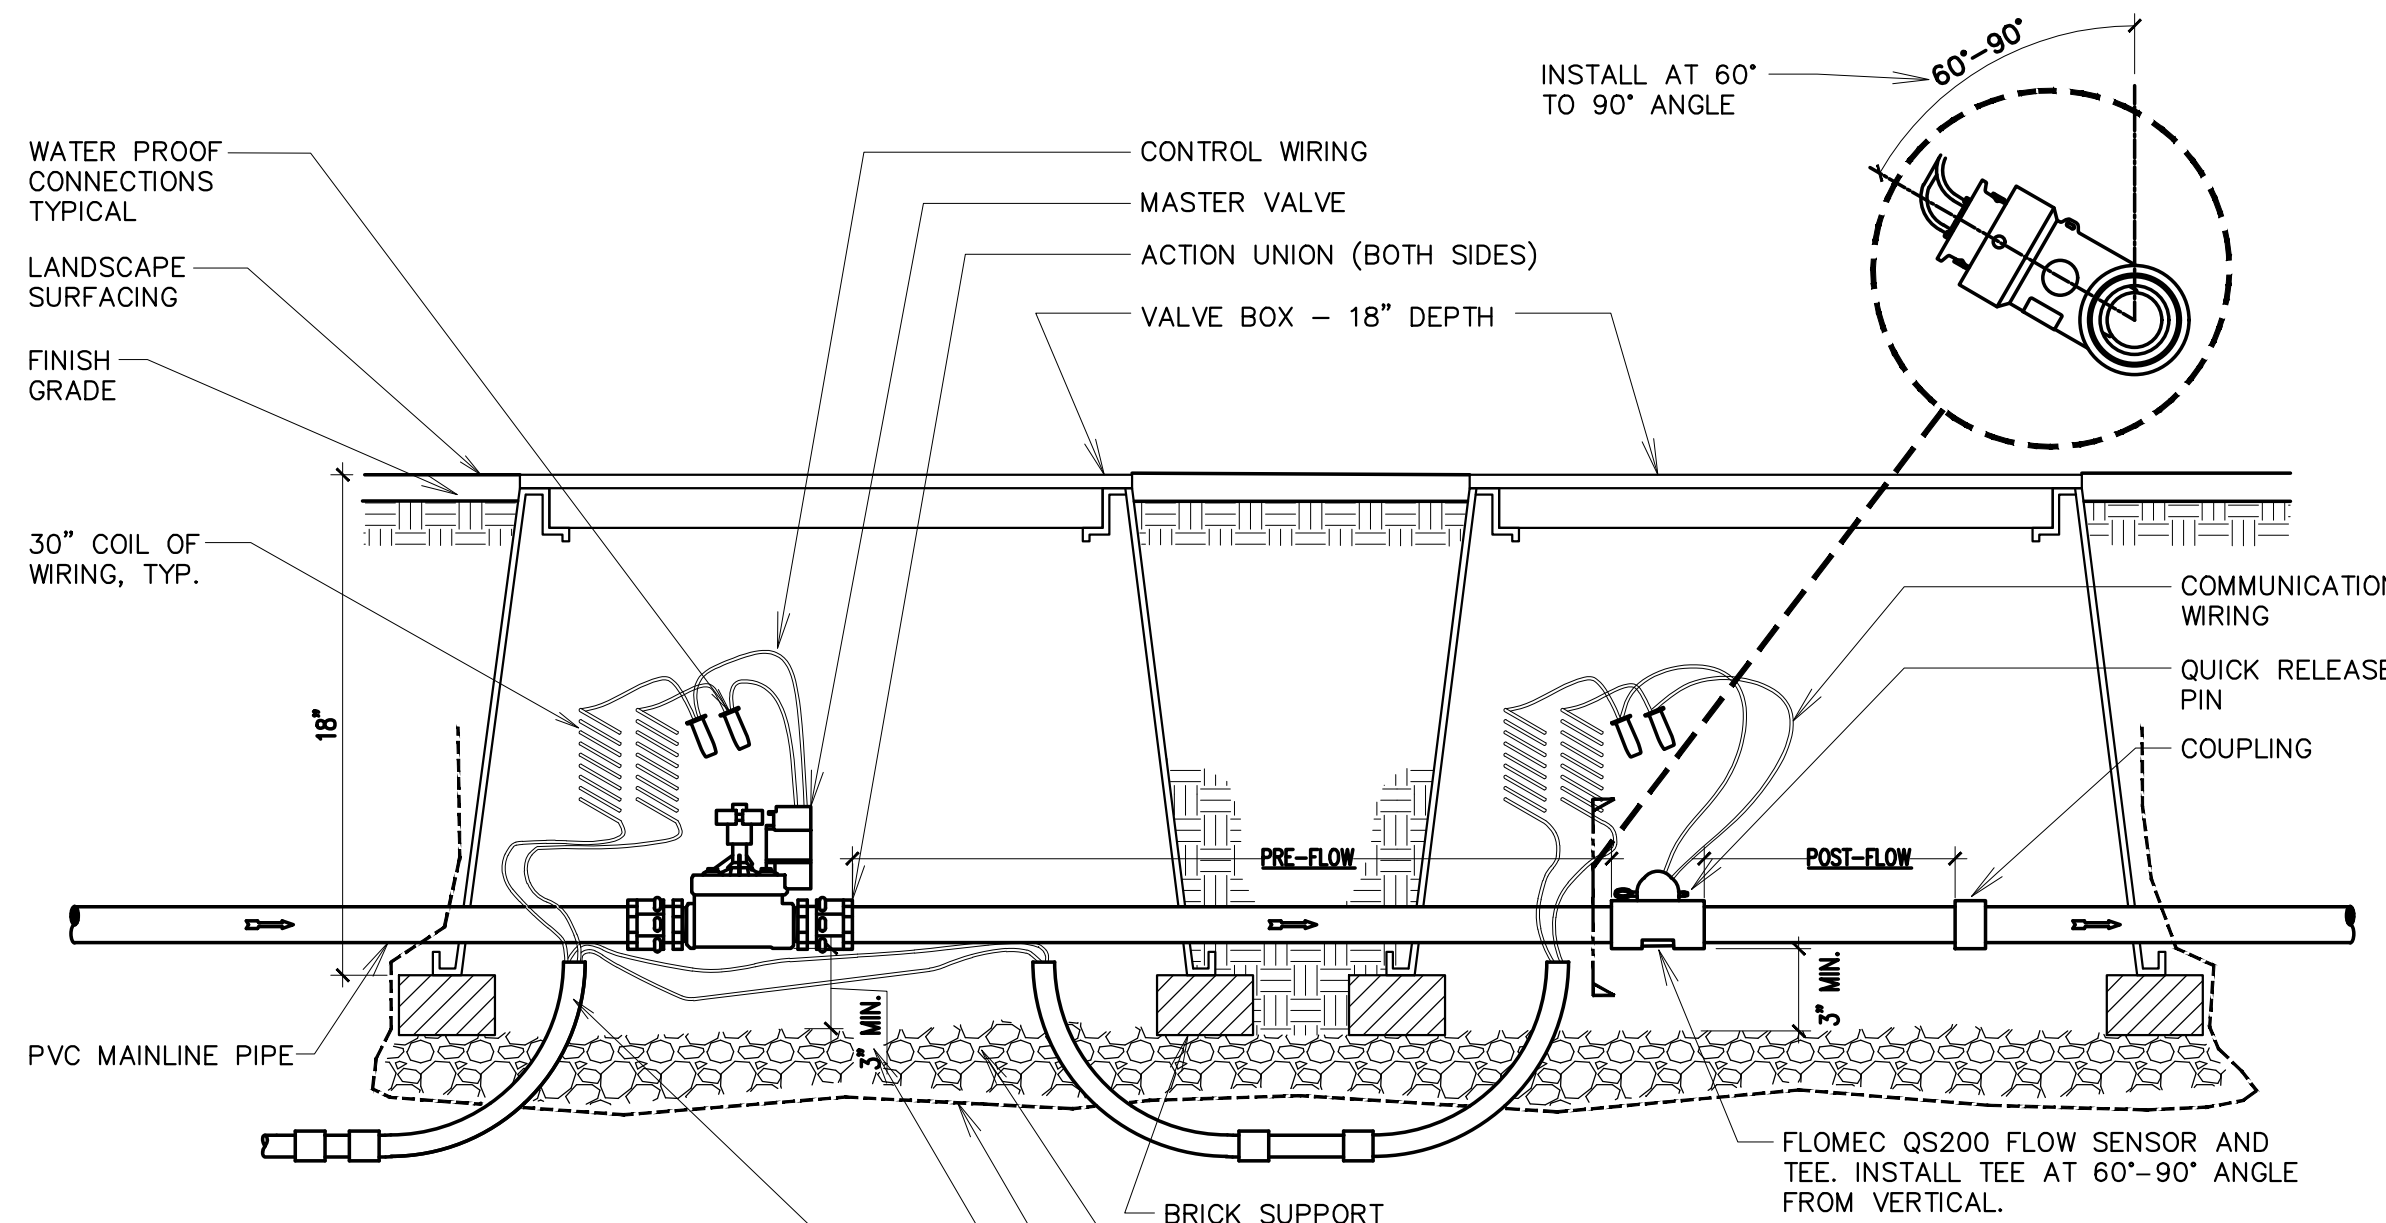 60°-90°
INSTALL AT 60°
TO 90° ANGLE
WATER PROOF
CONNECTIONS
TYPICAL
CONTROL WIRING
MASTER VALVE
ACTION UNION (BOTH SIDES)
VALVE BOX - 18" DEPTH
LANDSCAPE
SURFACING
FINISH
GRADE
30" COIL OF
WIRING, TYP.
18"
COMMUNICATION
WIRING
QUICK RELEASE
PIN
COUPLING
PRE-FLOW
POST-FLOW
3" MIN.
3" MIN.
PVC MAINLINE PIPE
FLOMEC QS200 FLOW SENSOR AND
TEE. INSTALL TEE AT 60°-90° ANGLE
FROM VERTICAL.
BRICK SUPPORT